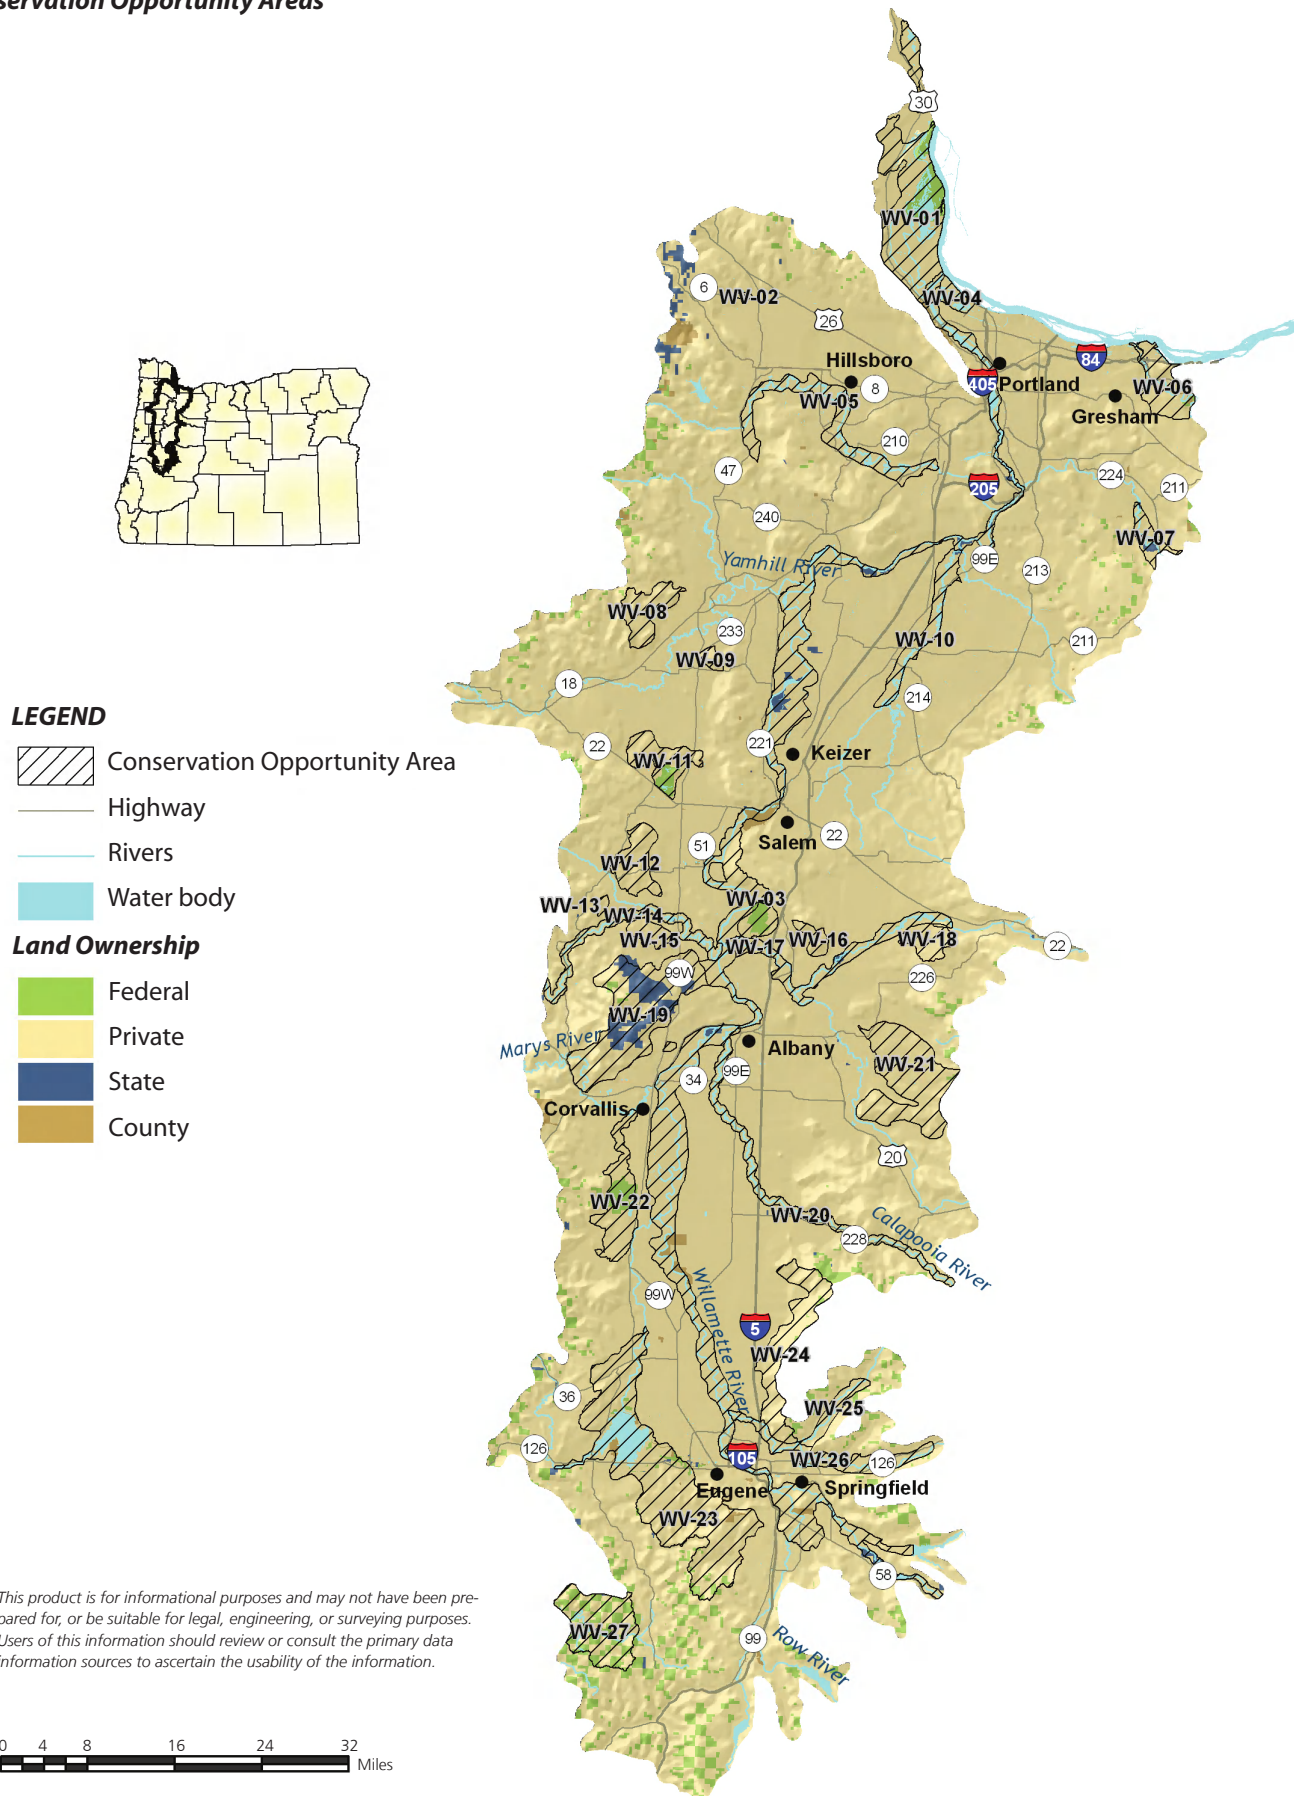 servation Opportunity Areas
30
WV-01
6
WV-02
WV-04
26
Hillsboro
84
405
Portland
WV-06
WV-05
8
Gresham
210
47
224
205
211
240
WV-07
99E
Yamhill River
213
WV-08
233
WV-10
211
WV-09
18
214
22
221
Keizer
WV-11
Salem
22
51
WV-12
WV-03
WV-13
WV-14
WV-15
WV-17
WV-16
WV-18
22
99W
226
WV-19
Marys River
Albany
WV-21
99E
34
Corvallis
20
WV-22
WV-20
228
Calapooia River
99W
Willamette River
5
WV-24
36
WV-25
126
105
WV-26
126
Eugene
Springfield
WV-23
58
WV-27
99
Row River
LEGEND
Conservation Opportunity Area
Highway
Rivers
Water body
Land Ownership
Federal
Private
State
County
This product is for informational purposes and may not have been pre-
pared for, or be suitable for legal, engineering, or surveying purposes.
Users of this information should review or consult the primary data
information sources to ascertain the usability of the information.
0 4 8 16 24 32
Miles